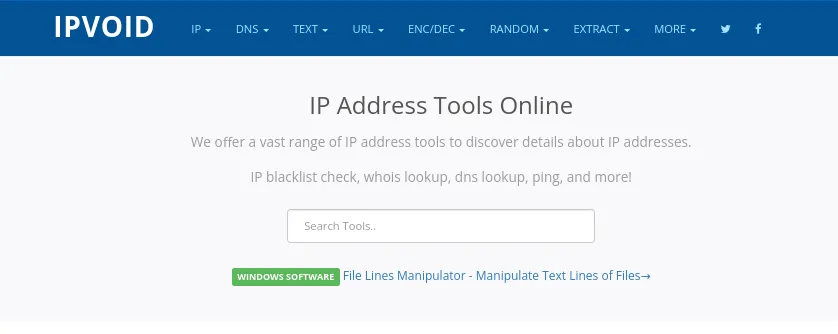 IPVOID IP DNS TEXT URL ENC/DEC RANDOM EXTRACT MORE
IP Address Tools Online
We offer a vast range of IP address tools to discover details about IP addresses.
IP blacklist check, whois lookup, dns lookup, ping, and more!
Search Tools..
WINDOWS SOFTWARE File Lines Manipulator - Manipulate Text Lines of Files→